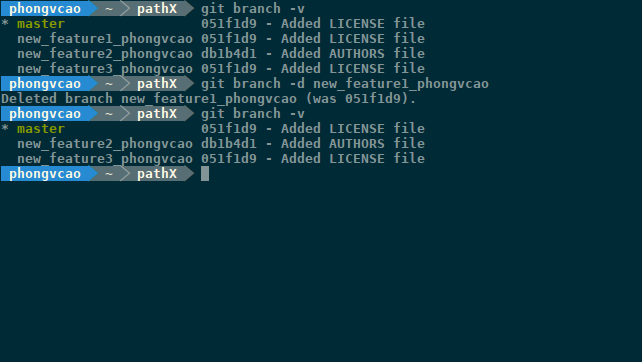 phongvcao ~ pathX git branch -v
* master 051f1d9 - Added LICENSE file
new_feature1_phongvcao 051f1d9 - Added LICENSE file
new_feature2_phongvcao db1b4d1 - Added AUTHORS file
new_feature3_phongvcao 051f1d9 - Added LICENSE file
phongvcao ~ pathX git branch -d new_feature1_phongvcao
Deleted branch new_feature1_phongvcao (was 051f1d9).
phongvcao ~ pathX git branch -v
* master 051f1d9 - Added LICENSE file
new_feature2_phongvcao db1b4d1 - Added AUTHORS file
new_feature3_phongvcao 051f1d9 - Added LICENSE file
phongvcao ~ pathX